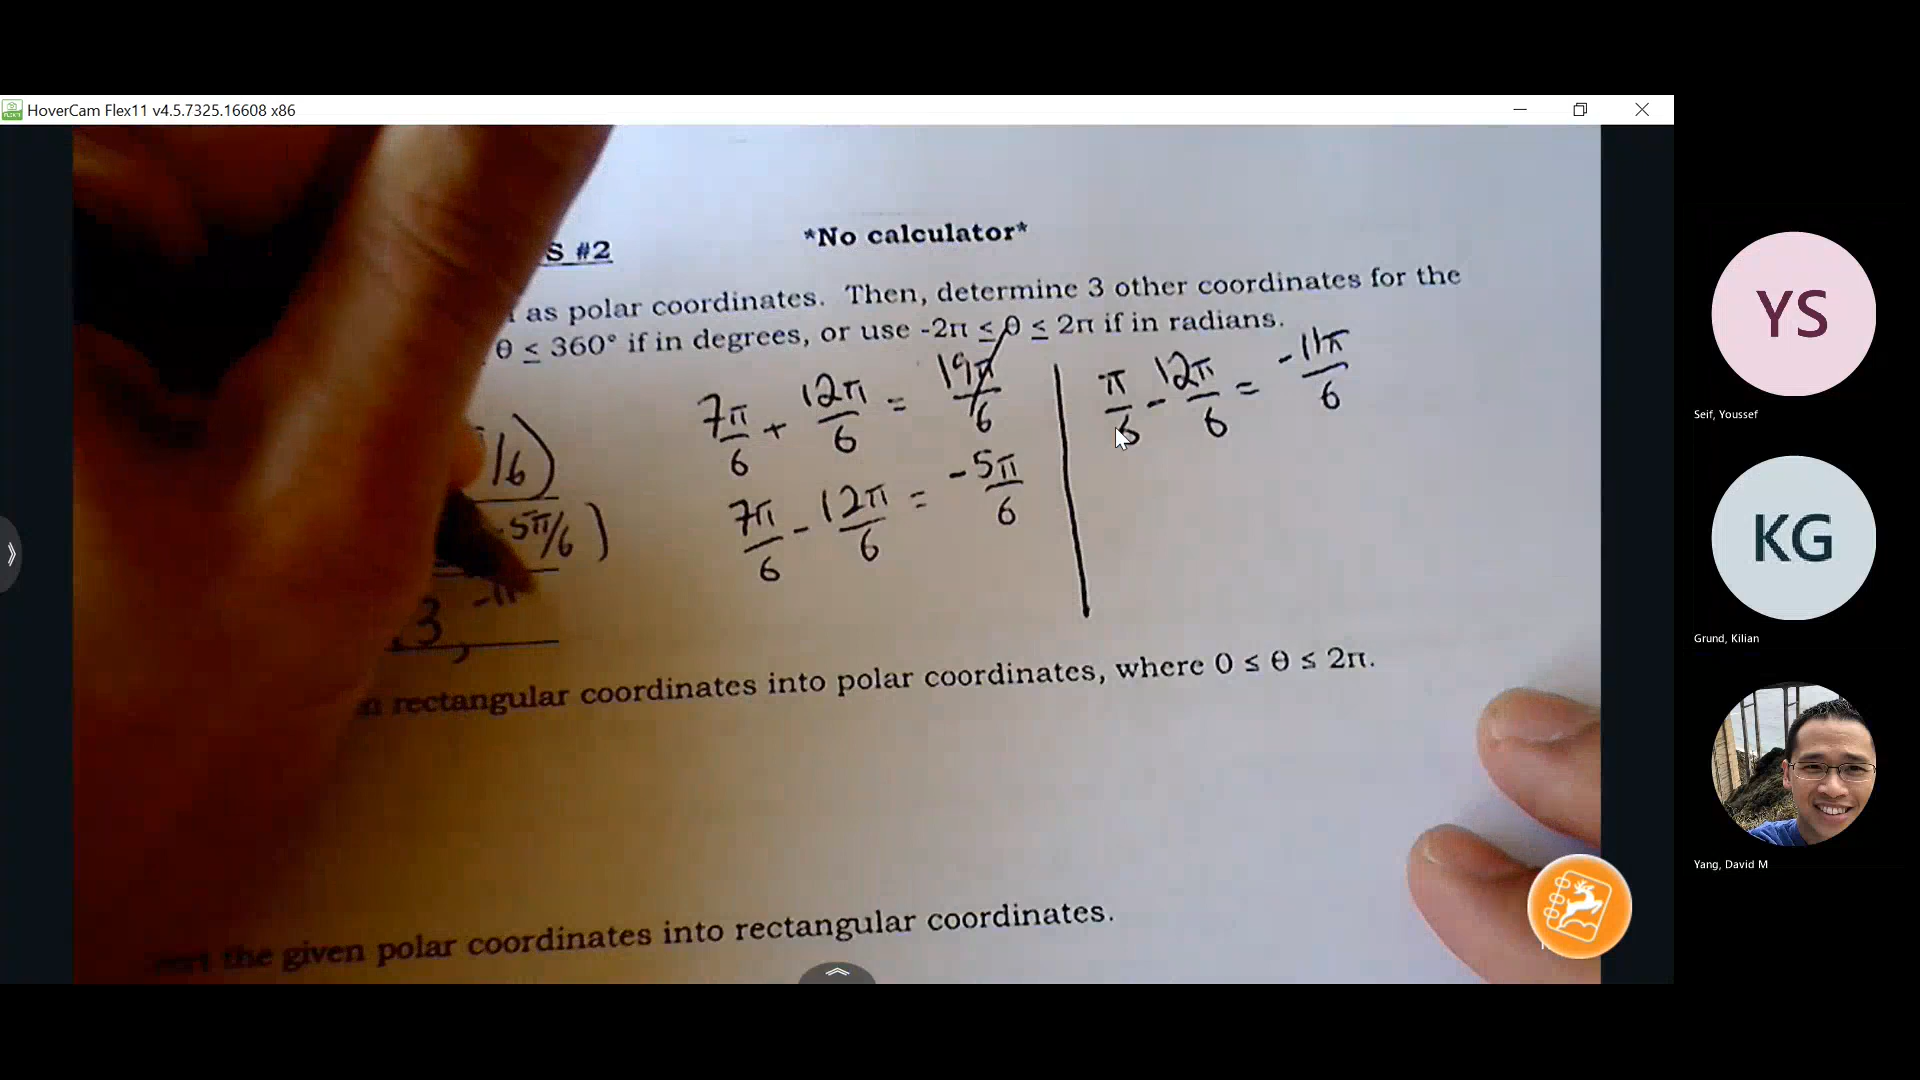 HoverCam Flex11 v4.5.7325.16608 x86
S #2
*No calculator*
as polar coordinates. Then, determine 3 other coordinates for the
θ ≤ 360° if in degrees, or use -2π ≤ θ ≤ 2π if in radians.
7π/6 + 12π/6 = 19π/6
π/6 - 12π/6 = -11π/6
/6)
7π/6 - 12π/6 = -5π/6
5π/6)
3, -11
rectangular coordinates into polar coordinates, where 0 ≤ θ ≤ 2π.
the given polar coordinates into rectangular coordinates.
YS
Seif, Youssef
KG
Grund, Kilian
Yang, David M